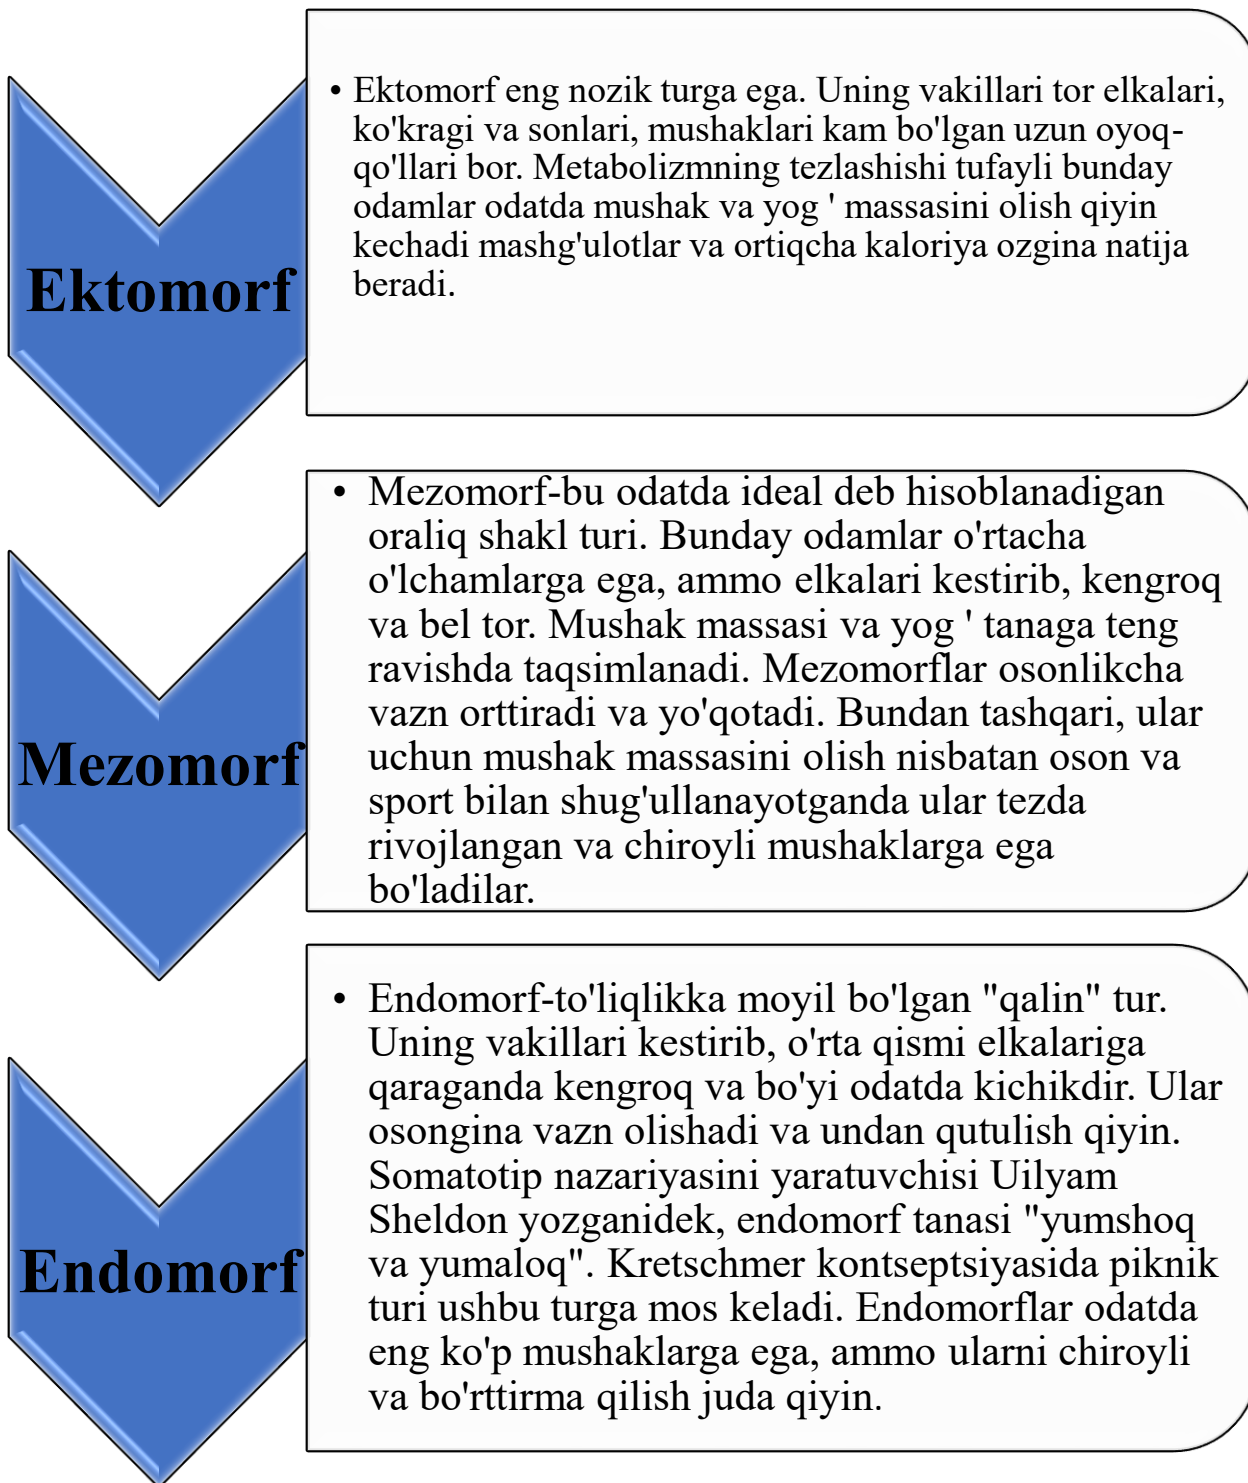 Ektomorf
• Ektomorf eng nozik turga ega. Uning vakillari tor elkalari,
ko'kragi va sonlari, mushaklari kam bo'lgan uzun oyoq-
qo'llari bor. Metabolizmning tezlashishi tufayli bunday
odamlar odatda mushak va yog ' massasini olish qiyin
kechadi mashg'ulotlar va ortiqcha kaloriya ozgina natija
beradi.
Mezomorf
• Mezomorf-bu odatda ideal deb hisoblanadigan
oraliq shakl turi. Bunday odamlar o'rtacha
o'lchamlarga ega, ammo elkalari kestirib, kengroq
va bel tor. Mushak massasi va yog ' tanaga teng
ravishda taqsimlanadi. Mezomorflar osonlikcha
vazn orttiradi va yo'qotadi. Bundan tashqari, ular
uchun mushak massasini olish nisbatan oson va
sport bilan shug'ullanayotganda ular tezda
rivojlangan va chiroyli mushaklarga ega
bo'ladilar.
Endomorf
• Endomorf-to'liqlikka moyil bo'lgan "qalin" tur.
Uning vakillari kestirib, o'rta qismi elkalariga
qaraganda kengroq va bo'yi odatda kichikdir. Ular
osongina vazn olishadi va undan qutulish qiyin.
Somatotip nazariyasini yaratuvchisi Uilyam
Sheldon yozganidek, endomorf tanasi "yumshoq
va yumaloq". Kretschmer kontseptsiyasida piknik
turi ushbu turga mos keladi. Endomorflar odatda
eng ko'p mushaklarga ega, ammo ularni chiroyli
va bo'rttirma qilish juda qiyin.